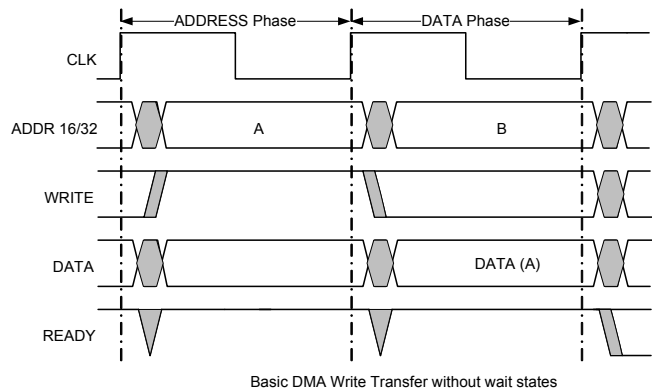 ADDRESS Phase DATA Phase
CLK
ADDR 16/32 A B
WRITE
DATA DATA (A)
READY
Basic DMA Write Transfer without wait states